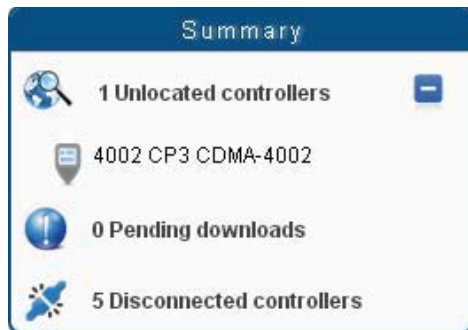 Summary
1 Unlocated controllers
4002 CP3 CDMA-4002
0 Pending downloads
5 Disconnected controllers